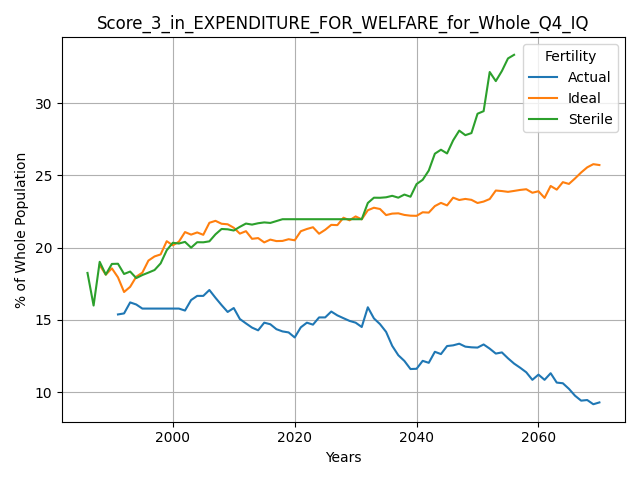 Score_3_in_EXPENDITURE_FOR_WELFARE_for_Whole_Q4_IQ
Fertility
Actual
Ideal
Sterile
% of Whole Population
30
25
20
15
10
2000
2020
2040
2060
Years